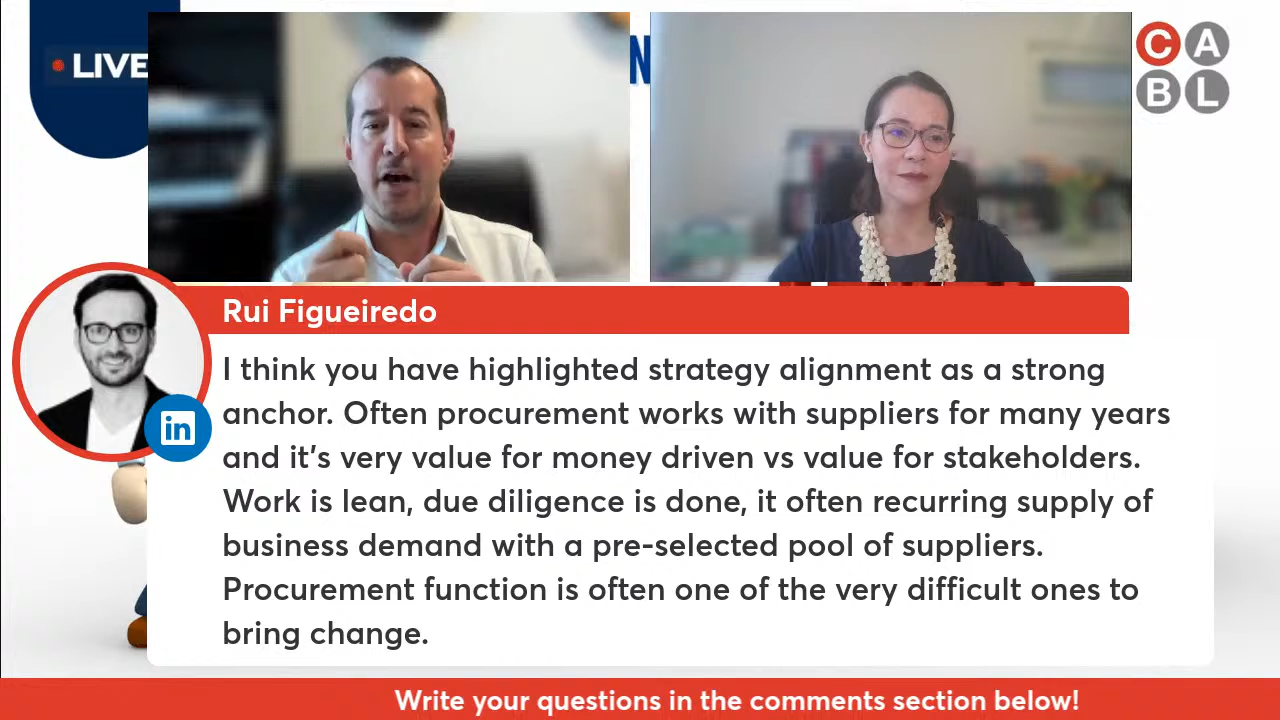 LIVE
N
C A
B L
Rui Figueiredo
in
I think you have highlighted strategy alignment as a strong
anchor. Often procurement works with suppliers for many years
and it's very value for money driven vs value for stakeholders.
Work is lean, due diligence is done, it often recurring supply of
business demand with a pre-selected pool of suppliers.
Procurement function is often one of the very difficult ones to
bring change.
Write your questions in the comments section below!